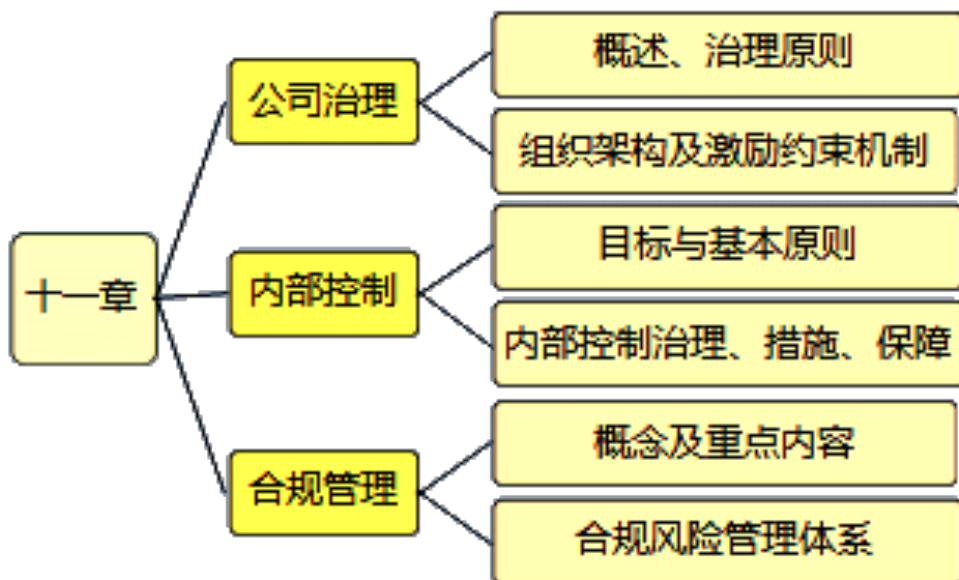 概述、治理原则
公司治理
组织架构及激励约束机制
目标与基本原则
十一章
内部控制
内部控制治理、措施、保障
概念及重点内容
合规管理
合规风险管理体系